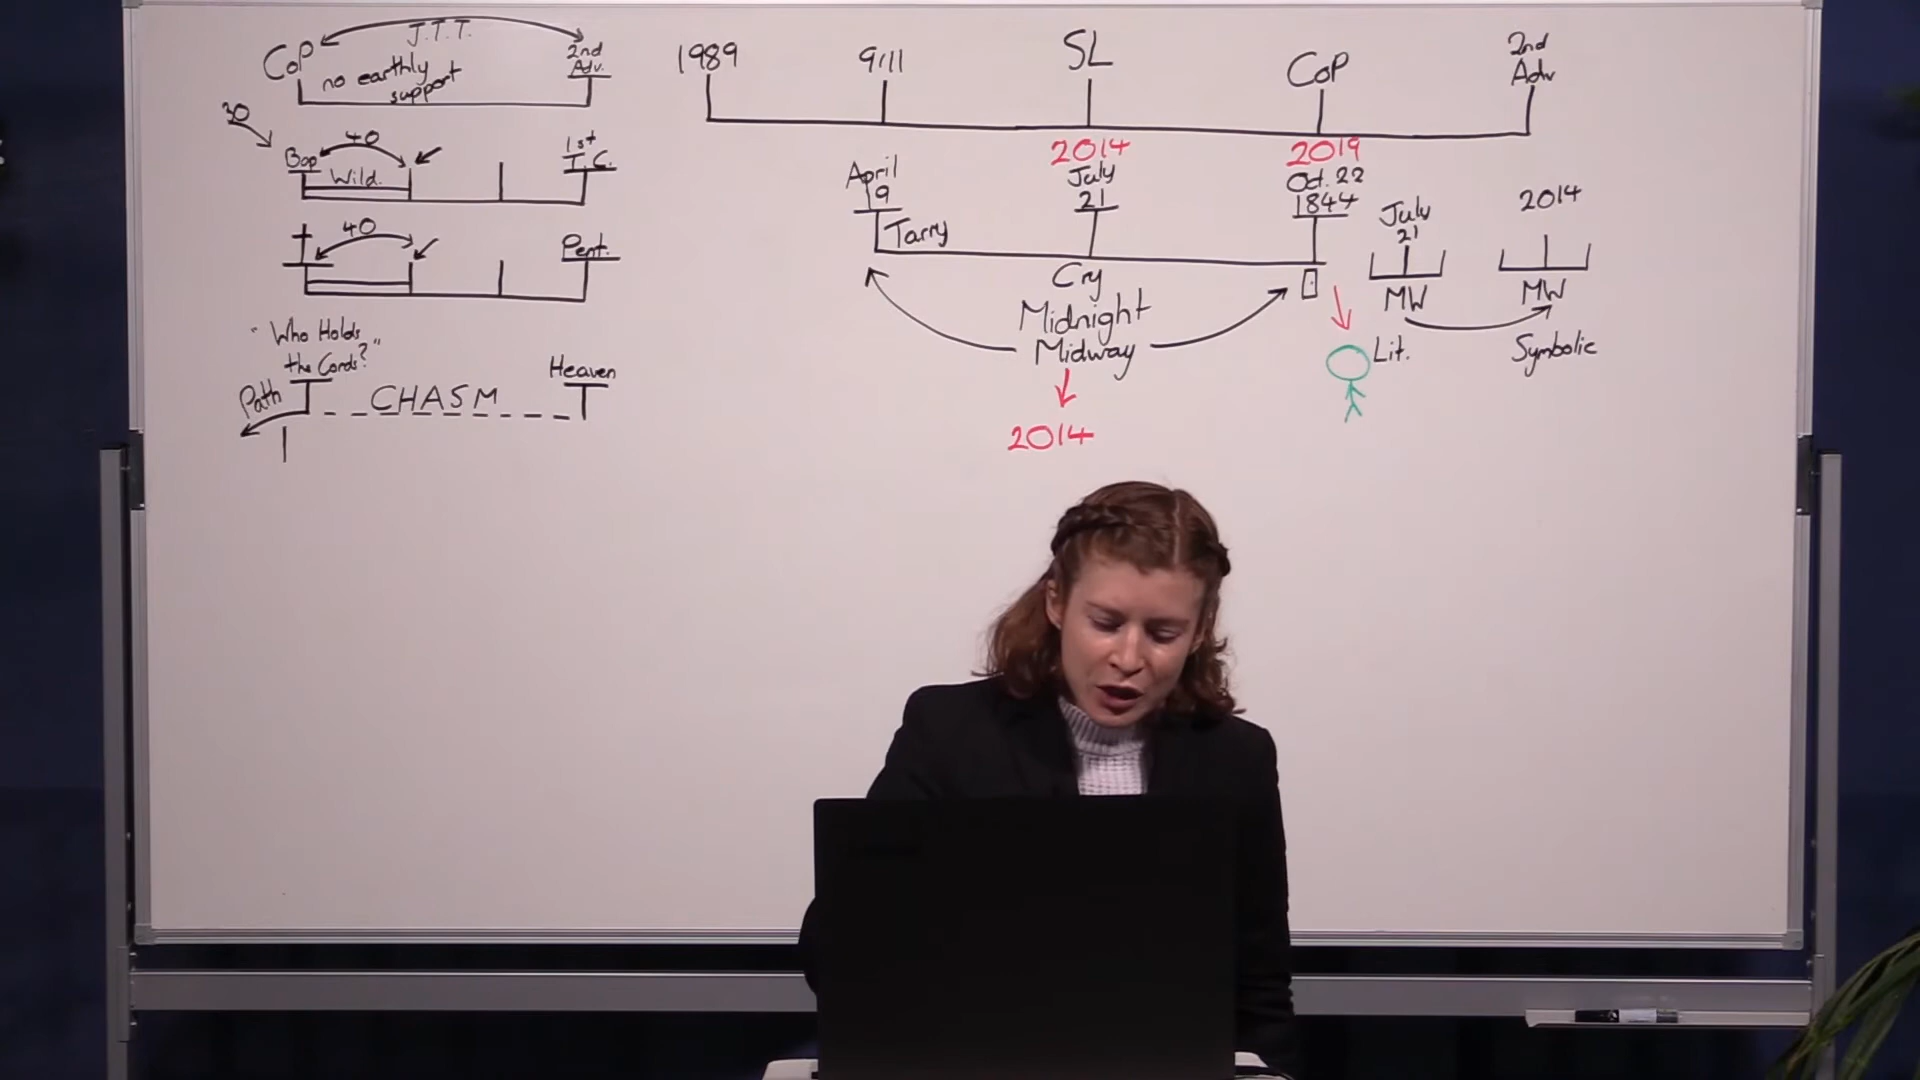 J.T.T.
CoP
2nd
Adv.
no earthly
support
30
40
Bap
Wild.
1st
T.C.
40
Pent.
"Who Holds
the Cords?"
Path
CHASM
Heaven
1989
9/11
SL
CoP
2nd
Adv
2014
2019
April
9
July
21
Oct. 22
1844
Tarry
Cry
Midnight
Midway
2014
July
21
MW
Lit.
2014
MW
Symbolic